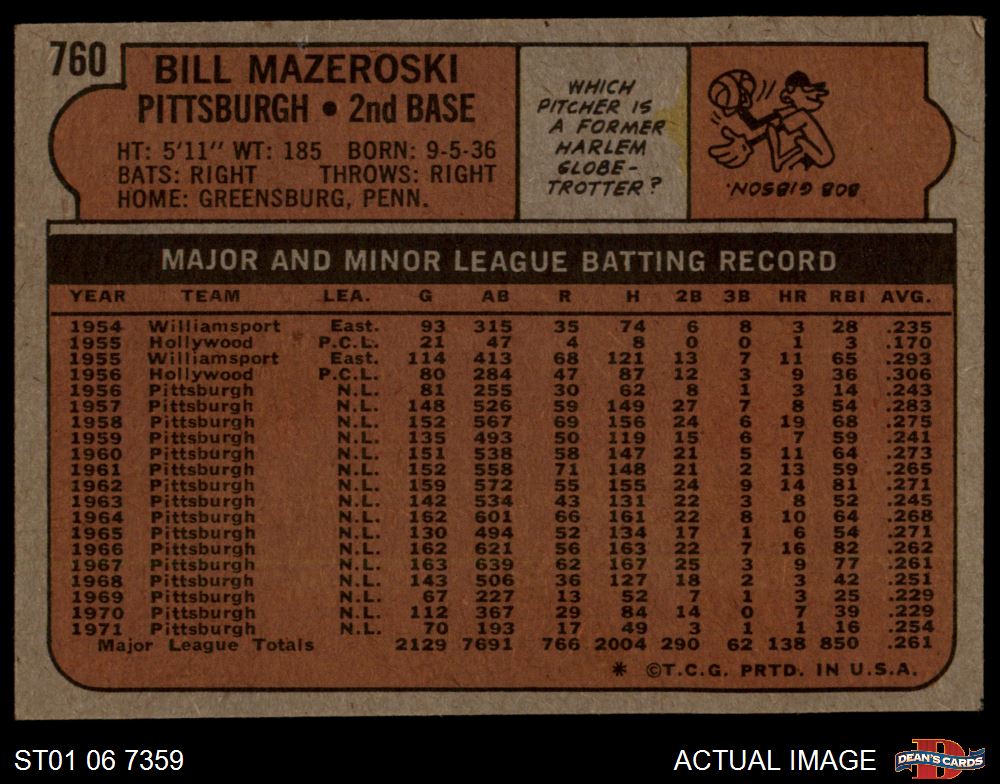 760
BILL MAZEROSKI
PITTSBURGH • 2nd BASE
HT: 5'11" WT: 185 BORN: 9-5-36
BATS: RIGHT THROWS: RIGHT
HOME: GREENSBURG, PENN.
WHICH
PITCHER IS
A FORMER
HARLEM
GLOBE-
TROTTER?
BOB GIBSON.
MAJOR AND MINOR LEAGUE BATTING RECORD
YEAR TEAM LEA. G AB R H 2B 3B HR RBI AVG.
1954 Williamsport East. 93 315 35 74 6 8 3 28 .235
1955 Hollywood P.C.L. 21 47 4 8 0 0 1 3 .170
1955 Williamsport East. 114 413 68 121 13 7 11 65 .293
1956 Hollywood P.C.L. 80 284 47 87 12 3 9 36 .306
1956 Pittsburgh N.L. 81 255 30 62 8 1 3 14 .243
1957 Pittsburgh N.L. 148 526 59 149 27 7 8 54 .283
1958 Pittsburgh N.L. 152 567 69 156 24 6 19 68 .275
1959 Pittsburgh N.L. 135 493 50 119 15 6 7 59 .241
1960 Pittsburgh N.L. 151 538 58 147 21 5 11 64 .273
1961 Pittsburgh N.L. 152 558 71 148 21 2 13 59 .265
1962 Pittsburgh N.L. 159 572 55 155 24 9 14 81 .271
1963 Pittsburgh N.L. 142 534 43 131 22 3 8 52 .245
1964 Pittsburgh N.L. 162 601 66 161 22 8 10 64 .268
1965 Pittsburgh N.L. 130 494 52 134 17 1 6 54 .271
1966 Pittsburgh N.L. 162 621 56 163 22 7 16 82 .262
1967 Pittsburgh N.L. 163 639 62 167 25 3 9 77 .261
1968 Pittsburgh N.L. 143 506 36 127 18 2 3 42 .251
1969 Pittsburgh N.L. 67 227 13 52 7 1 3 25 .229
1970 Pittsburgh N.L. 112 367 29 84 14 0 7 39 .229
1971 Pittsburgh N.L. 70 193 17 49 3 1 1 16 .254
Major League Totals 2129 7691 766 2004 290 62 138 850 .261
* ©T.C.G. PRTD. IN U.S.A.
ST01 06 7359
ACTUAL IMAGE
D
DEAN'S CARDS